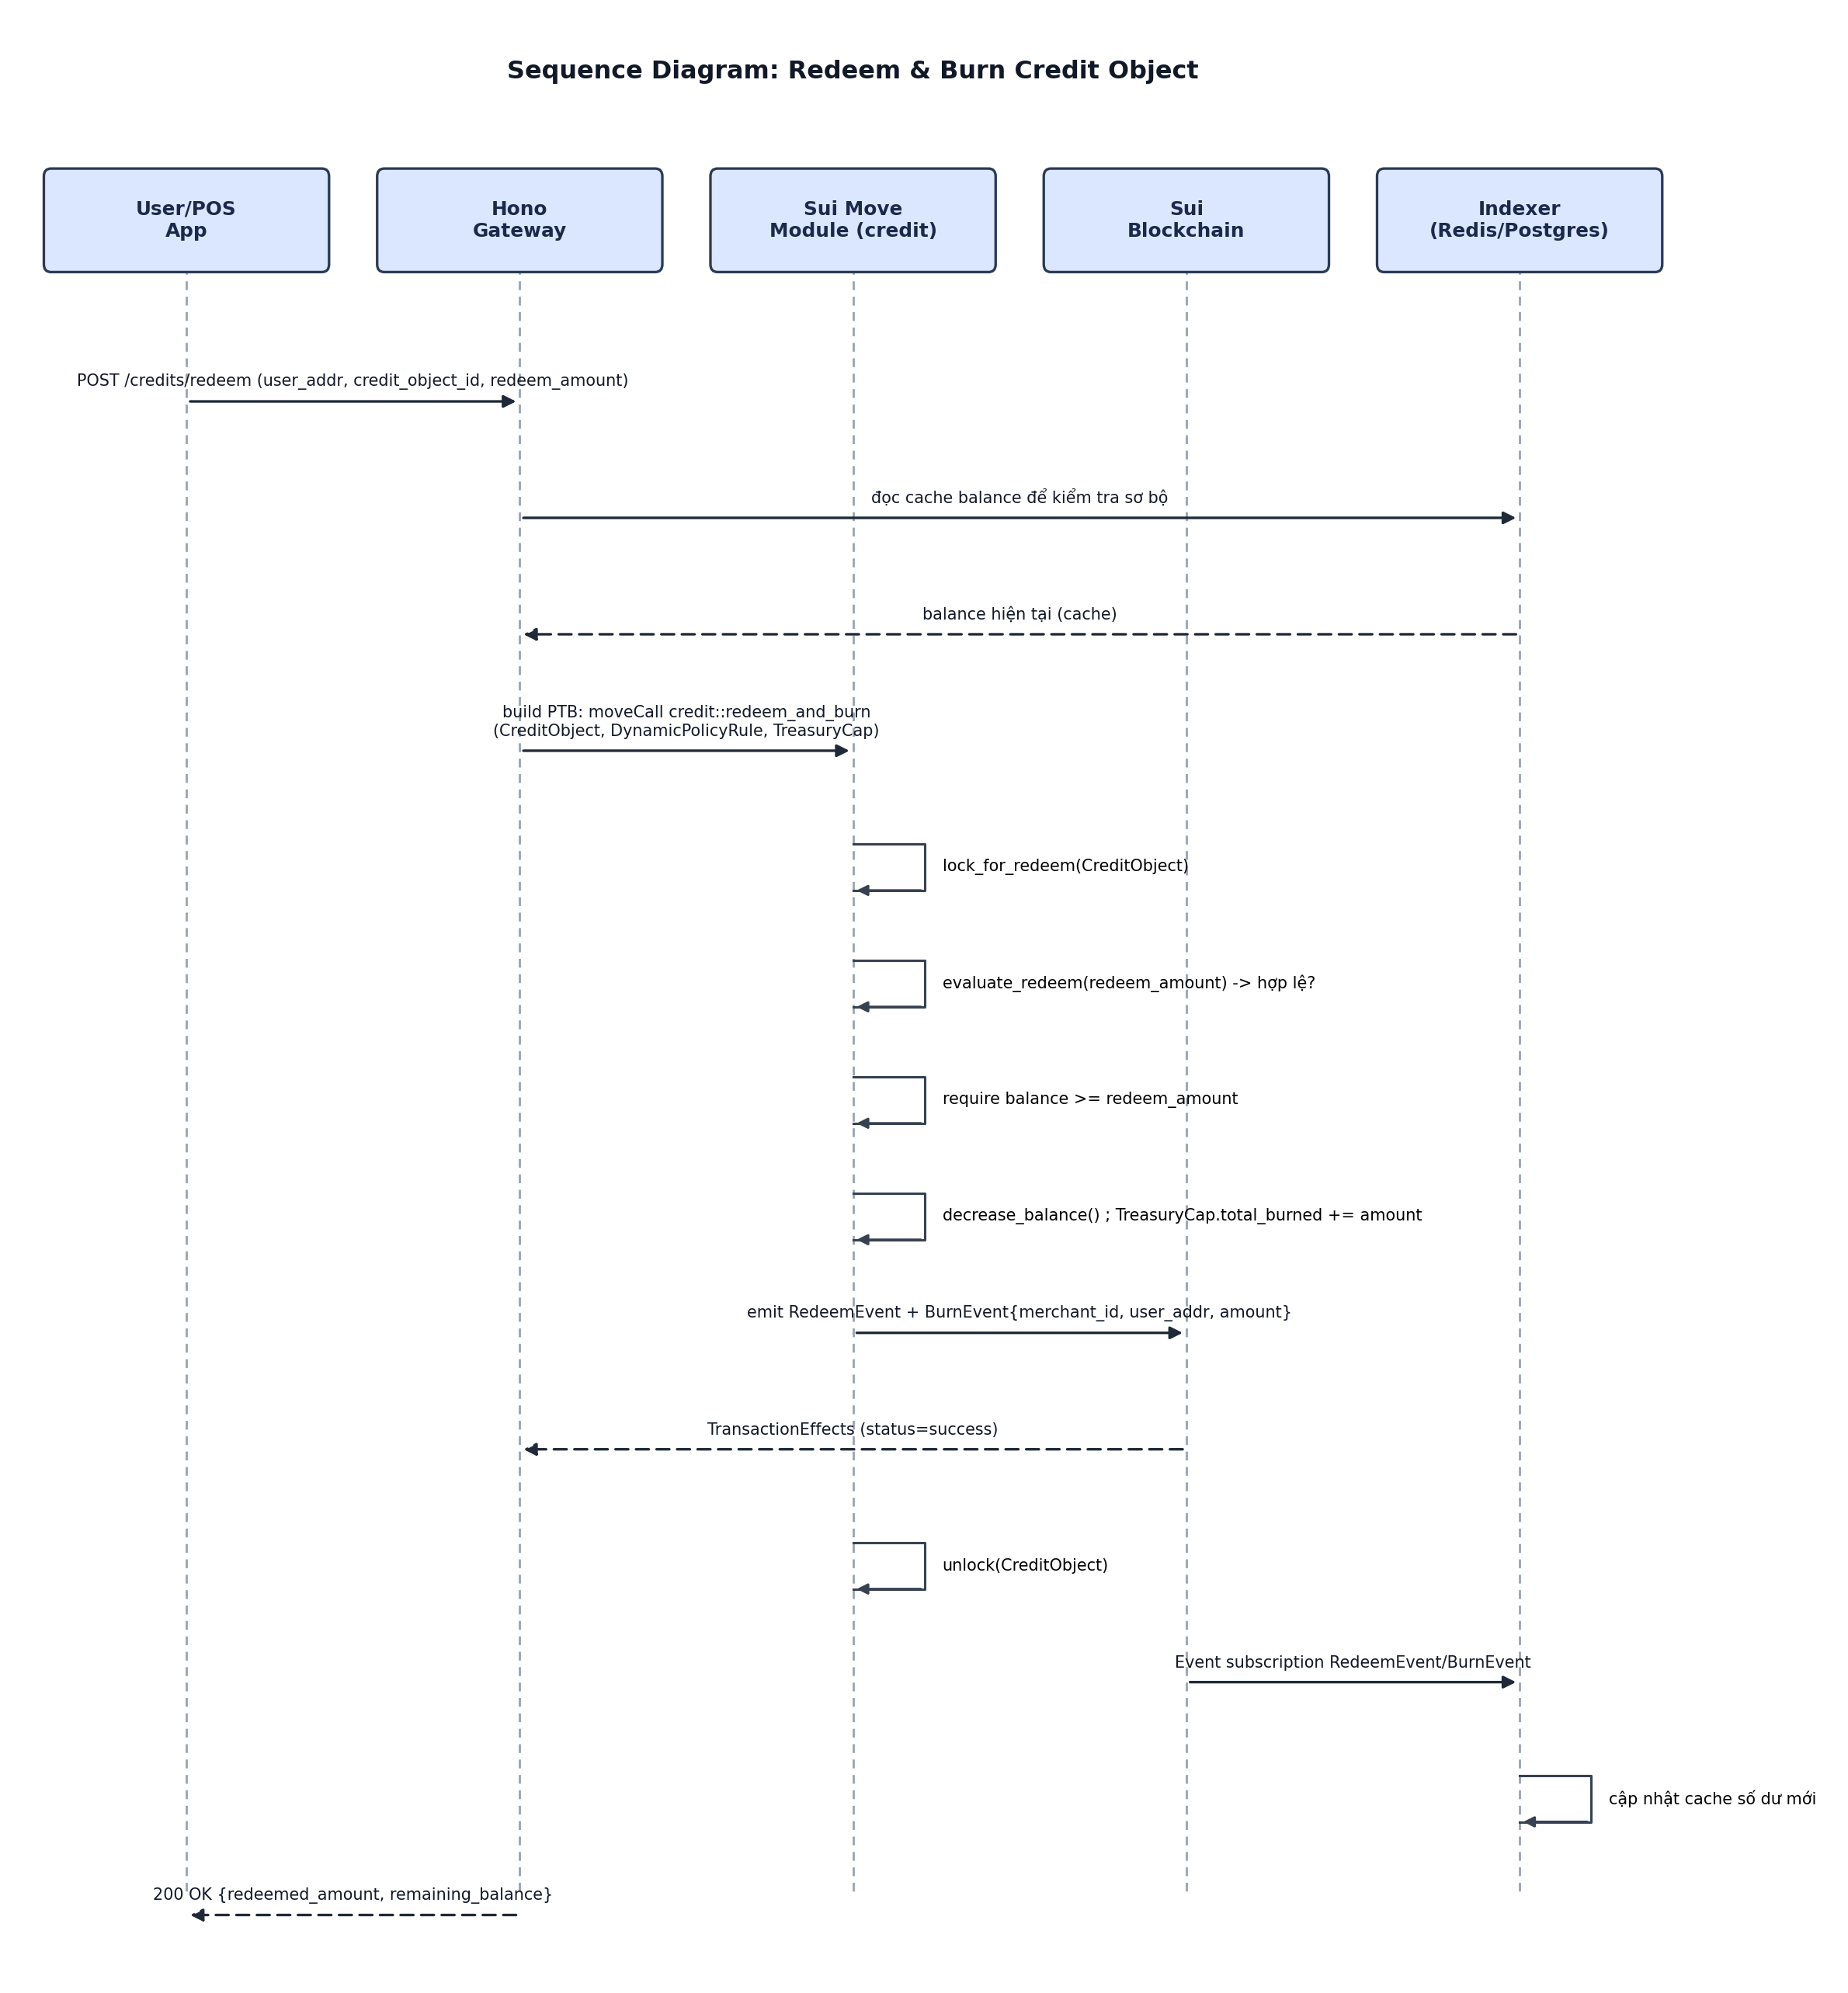 Sequence Diagram: Redeem & Burn Credit Object
User/POS
App
Hono
Gateway
Sui Move
Module (credit)
Sui
Blockchain
Indexer
(Redis/Postgres)
POST /credits/redeem (user_addr, credit_object_id, redeem_amount)
đọc cache balance để kiểm tra sơ bộ
balance hiện tại (cache)
build PTB: moveCall credit::redeem_and_burn
(CreditObject, DynamicPolicyRule, TreasuryCap)
lock_for_redeem(CreditObject)
evaluate_redeem(redeem_amount) -> hợp lệ?
require balance >= redeem_amount
decrease_balance() ; TreasuryCap.total_burned += amount
emit RedeemEvent + BurnEvent{merchant_id, user_addr, amount}
TransactionEffects (status=success)
unlock(CreditObject)
Event subscription RedeemEvent/BurnEvent
cập nhật cache số dư mới
200 OK {redeemed_amount, remaining_balance}